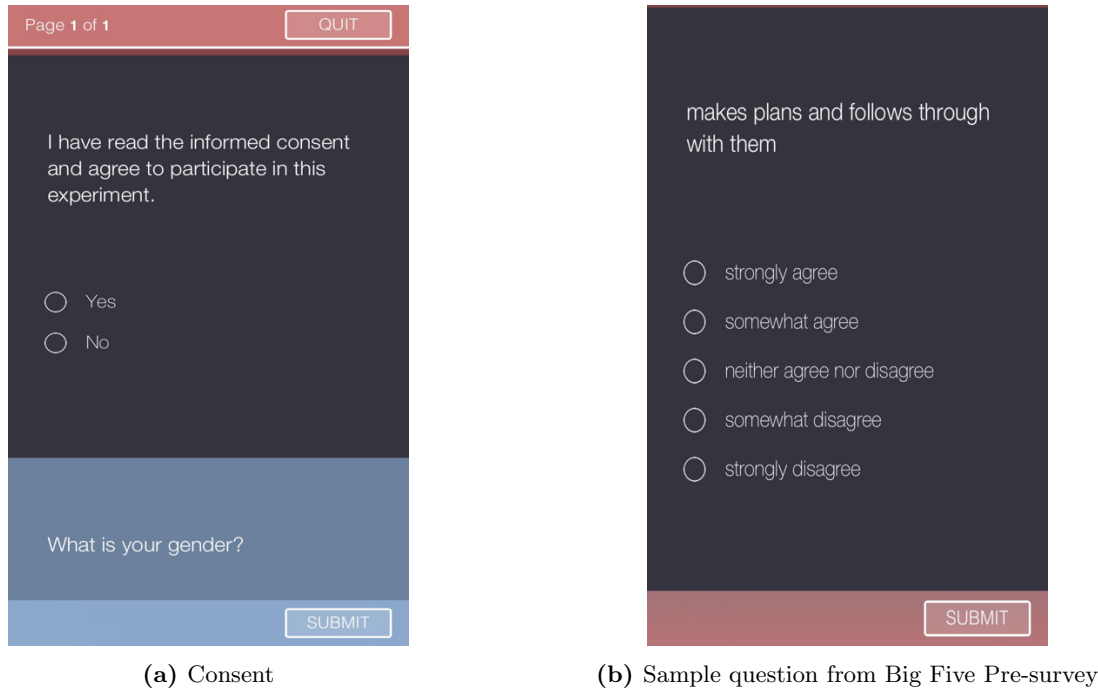 Page 1 of 1
QUIT
I have read the informed consent
and agree to participate in this
experiment.
Yes
No
What is your gender?
SUBMIT
(a) Consent
makes plans and follows through
with them
strongly agree
somewhat agree
neither agree nor disagree
somewhat disagree
strongly disagree
SUBMIT
(b) Sample question from Big Five Pre-survey